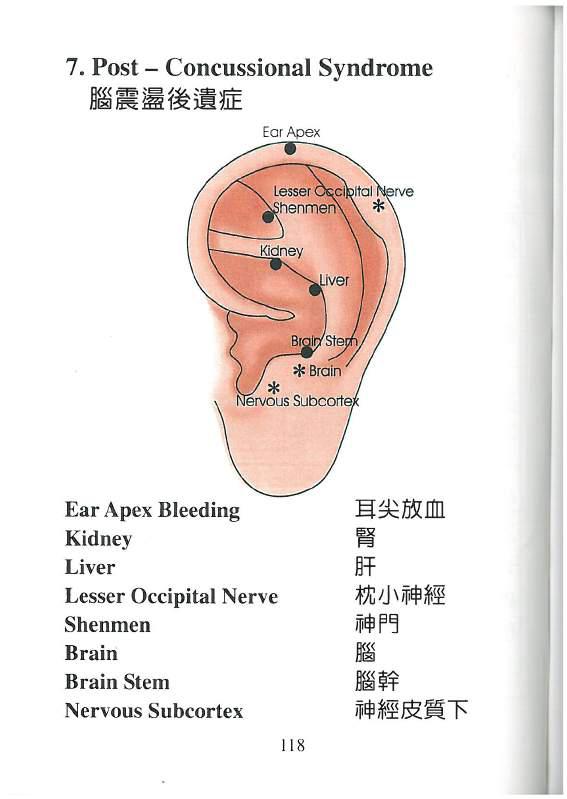 7. Post – Concussional Syndrome
腦震盪後遺症
Ear Apex
Lesser Occipital Nerve
Shenmen
Kidney
Liver
Brain Stem
Brain
Nervous Subcortex
Ear Apex Bleeding 耳尖放血
Kidney 腎
Liver 肝
Lesser Occipital Nerve 枕小神經
Shenmen 神門
Brain 腦
Brain Stem 腦幹
Nervous Subcortex 神經皮質下
118